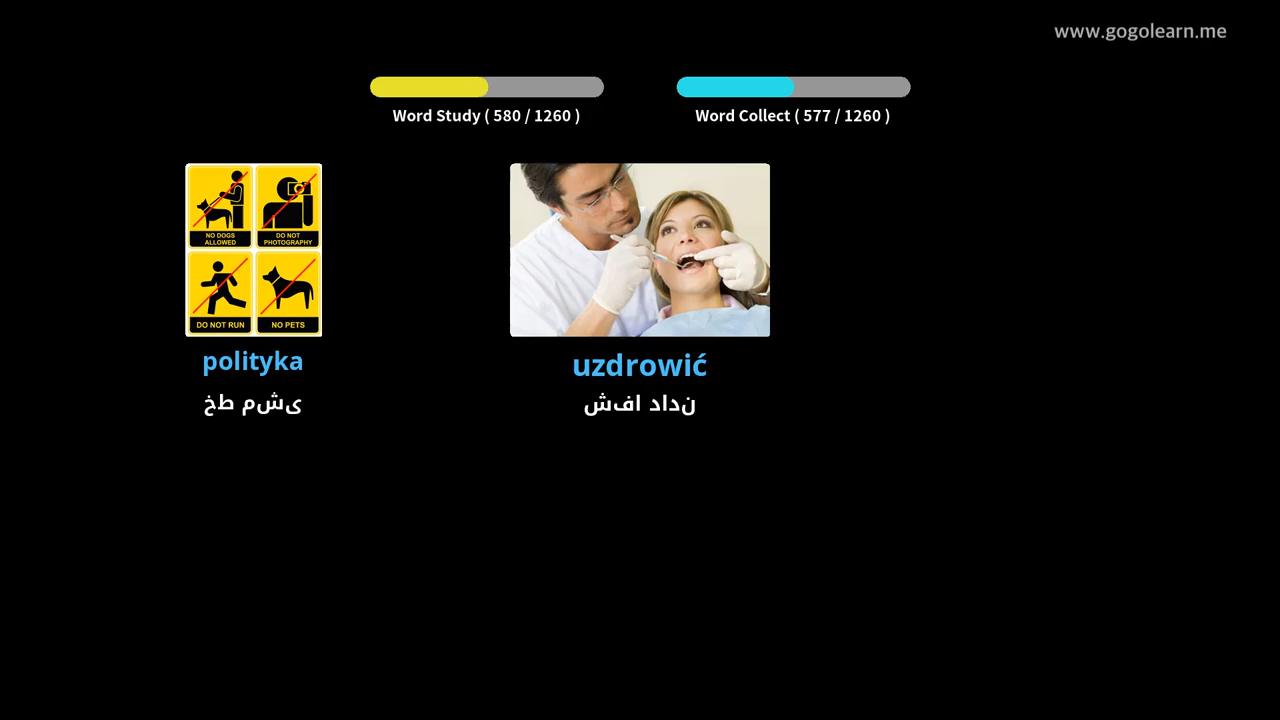 www.gogolearn.me
Word Study ( 580 / 1260 )
Word Collect ( 577 / 1260 )
NO DOGS
ALLOWED
DO NOT
PHOTOGRAPHY
DO NOT RUN
NO PETS
polityka
یشم طخ
uzdrowić
نداد افش